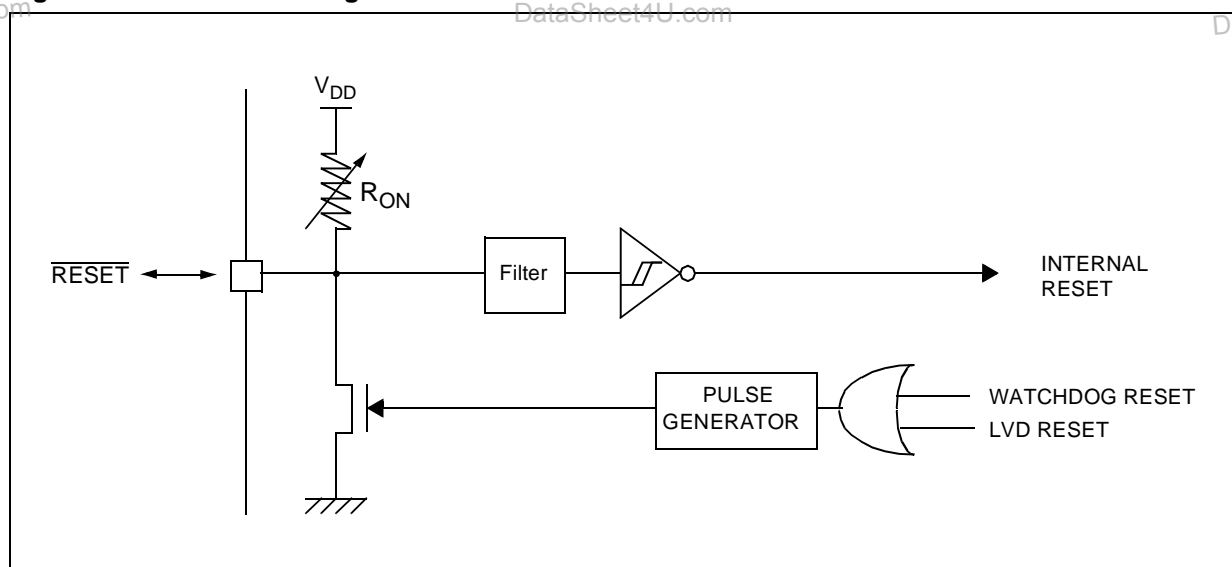 DataSheet4U.com
VDD
RON
RESET
Filter
INTERNAL
RESET
PULSE
GENERATOR
WATCHDOG RESET
LVD RESET